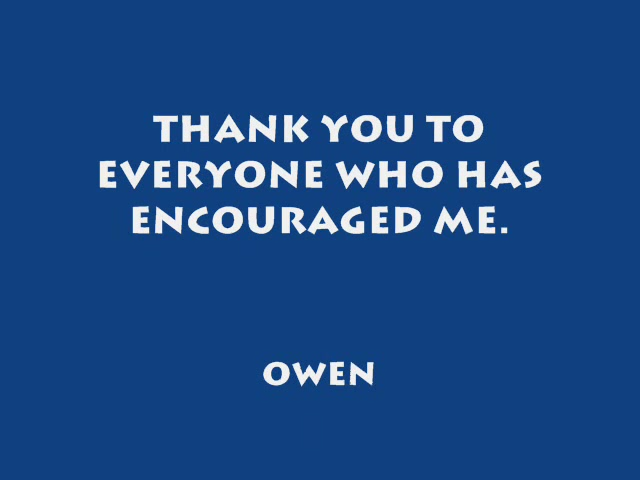 THANK YOU TO
EVERYONE WHO HAS
ENCOURAGED ME.
OWEN